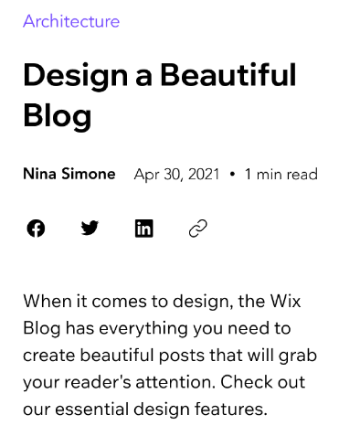 Architecture
Design a Beautiful
Blog
Nina Simone Apr 30, 2021 • 1 min read
When it comes to design, the Wix
Blog has everything you need to
create beautiful posts that will grab
your reader's attention. Check out
our essential design features.